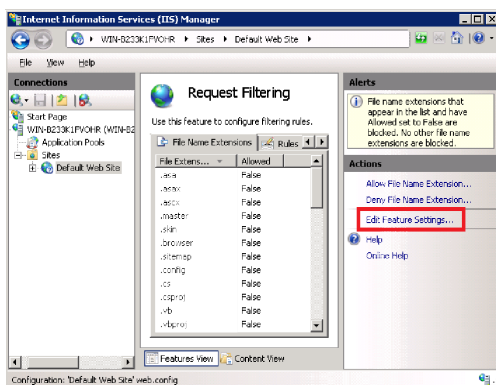 Internet Information Services (IIS) Manager
WIN-B233K1FVOHR ▸ Sites ▸ Default Web Site ▸
File View Help
Connections
Start Page
WIN-B233K1FVOHR (WIN-B2
Application Pools
Sites
Default Web Site
Request Filtering
Use this feature to configure filtering rules.
File Name Extensions Rules
File Extens... Allowed
.asa False
.asax False
.ascx False
.master False
.skin False
.browser False
.sitemap False
.config False
.cs False
.csproj False
.vb False
.vbproj False
Features View Content View
Alerts
File name extensions that
appear in the list and have
Allowed set to False are
blocked. No other file name
extensions are blocked.
Actions
Allow File Name Extension...
Deny File Name Extension...
Edit Feature Settings...
Help
Online Help
Configuration: 'Default Web Site' web.config